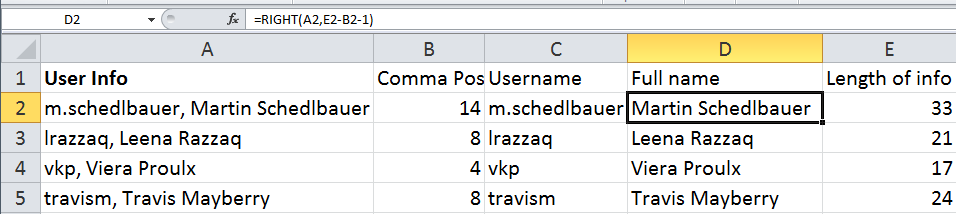 D2 fx =RIGHT(A2,E2-B2-1)
A B C D E
1 User Info Comma Pos Username Full name Length of info
2 m.schedlbauer, Martin Schedlbauer 14 m.schedlbauer Martin Schedlbauer 33
3 lrazzaq, Leena Razzaq 8 lrazzaq Leena Razzaq 21
4 vkp, Viera Proulx 4 vkp Viera Proulx 17
5 travism, Travis Mayberry 8 travism Travis Mayberry 24